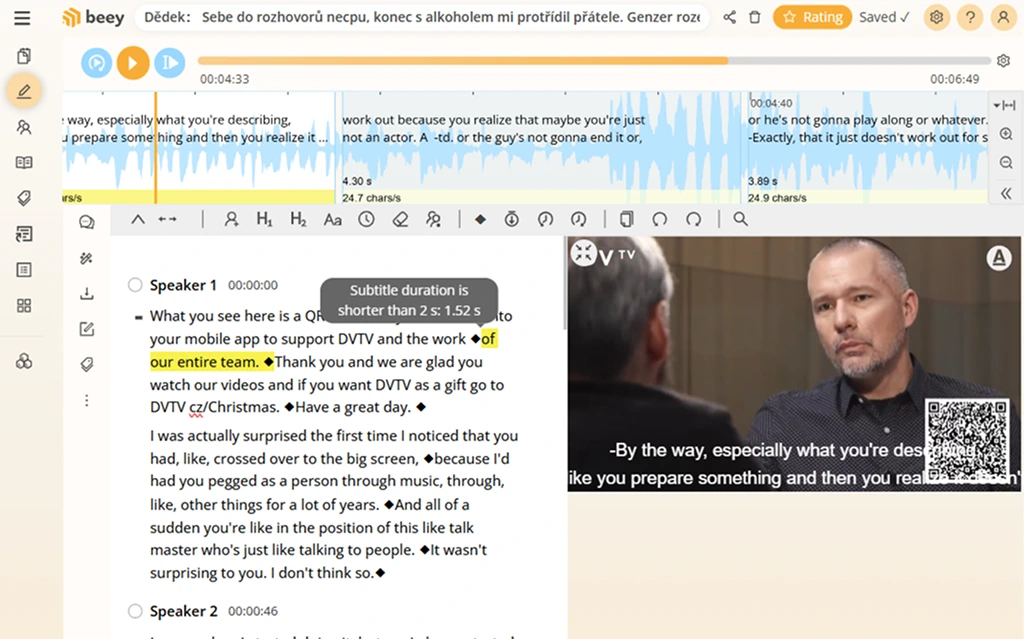 beey
Dědek: Sebe do rozhovorů necpu, konec s alkoholem mi protřídil přátele. Genzer roze
Rating
Saved ✓
00:04:33
00:06:49
way, especially what you're describing,
u prepare something and then you realize it ...
ars/s
work out because you realize that maybe you're just
not an actor. A -td. or the guy's not gonna end it or,
4.30 s
24.7 chars/s
00:04:40
or he's not gonna play along or whatever.
-Exactly, that it just doesn't work out for s
3.89 s
24.9 chars/s
H1 H2 Aa
Speaker 1 00:00:00
Subtitle duration is
shorter than 2 s: 1.52 s
What you see here is a QR
your mobile app to support DVTV and the work ◆of
our entire team. ◆Thank you and we are glad you
watch our videos and if you want DVTV as a gift go to
DVTV cz/Christmas. ◆Have a great day. ◆
I was actually surprised the first time I noticed that you
had, like, crossed over to the big screen, ◆because I'd
had you pegged as a person through music, through,
like, other things for a lot of years. ◆And all of a
sudden you're like in the position of this like talk
master who's just like talking to people. ◆It wasn't
surprising to you. I don't think so.◆
Speaker 2 00:00:46
V TV
A
-By the way, especially what you're describing,
ike you prepare something and then you realize it doesn'